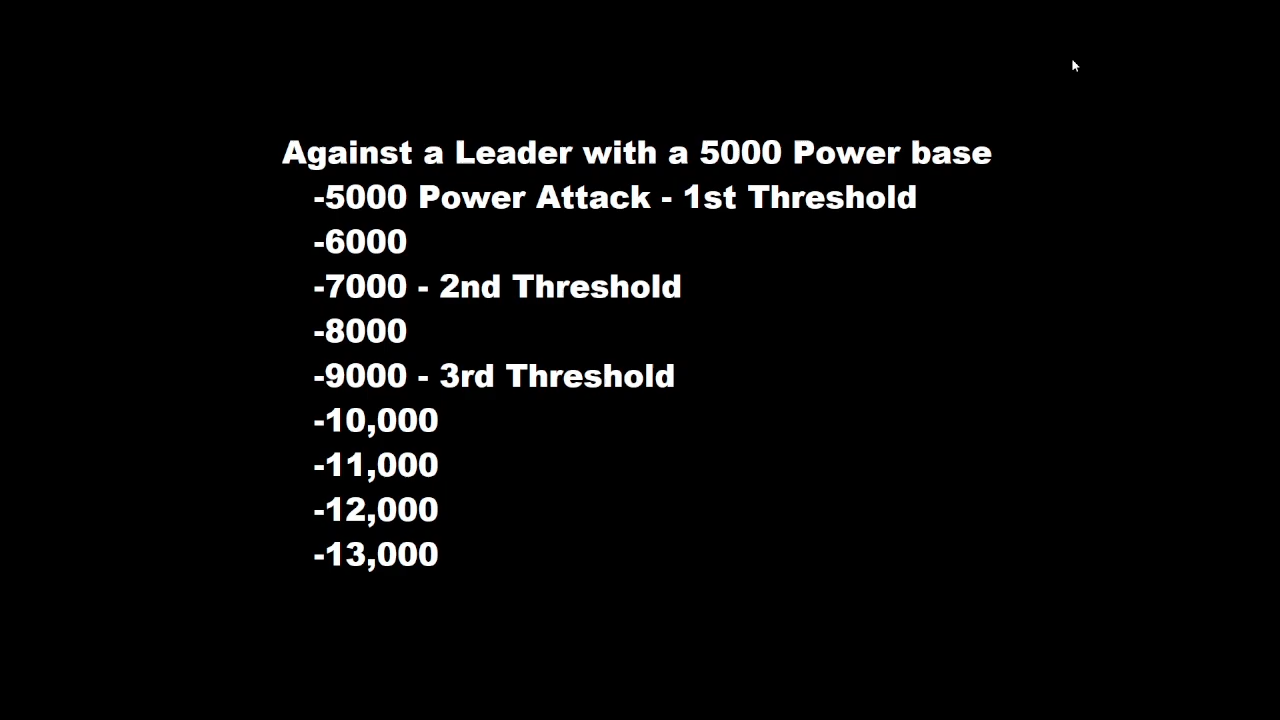 Against a Leader with a 5000 Power base
-5000 Power Attack - 1st Threshold
-6000
-7000 - 2nd Threshold
-8000
-9000 - 3rd Threshold
-10,000
-11,000
-12,000
-13,000